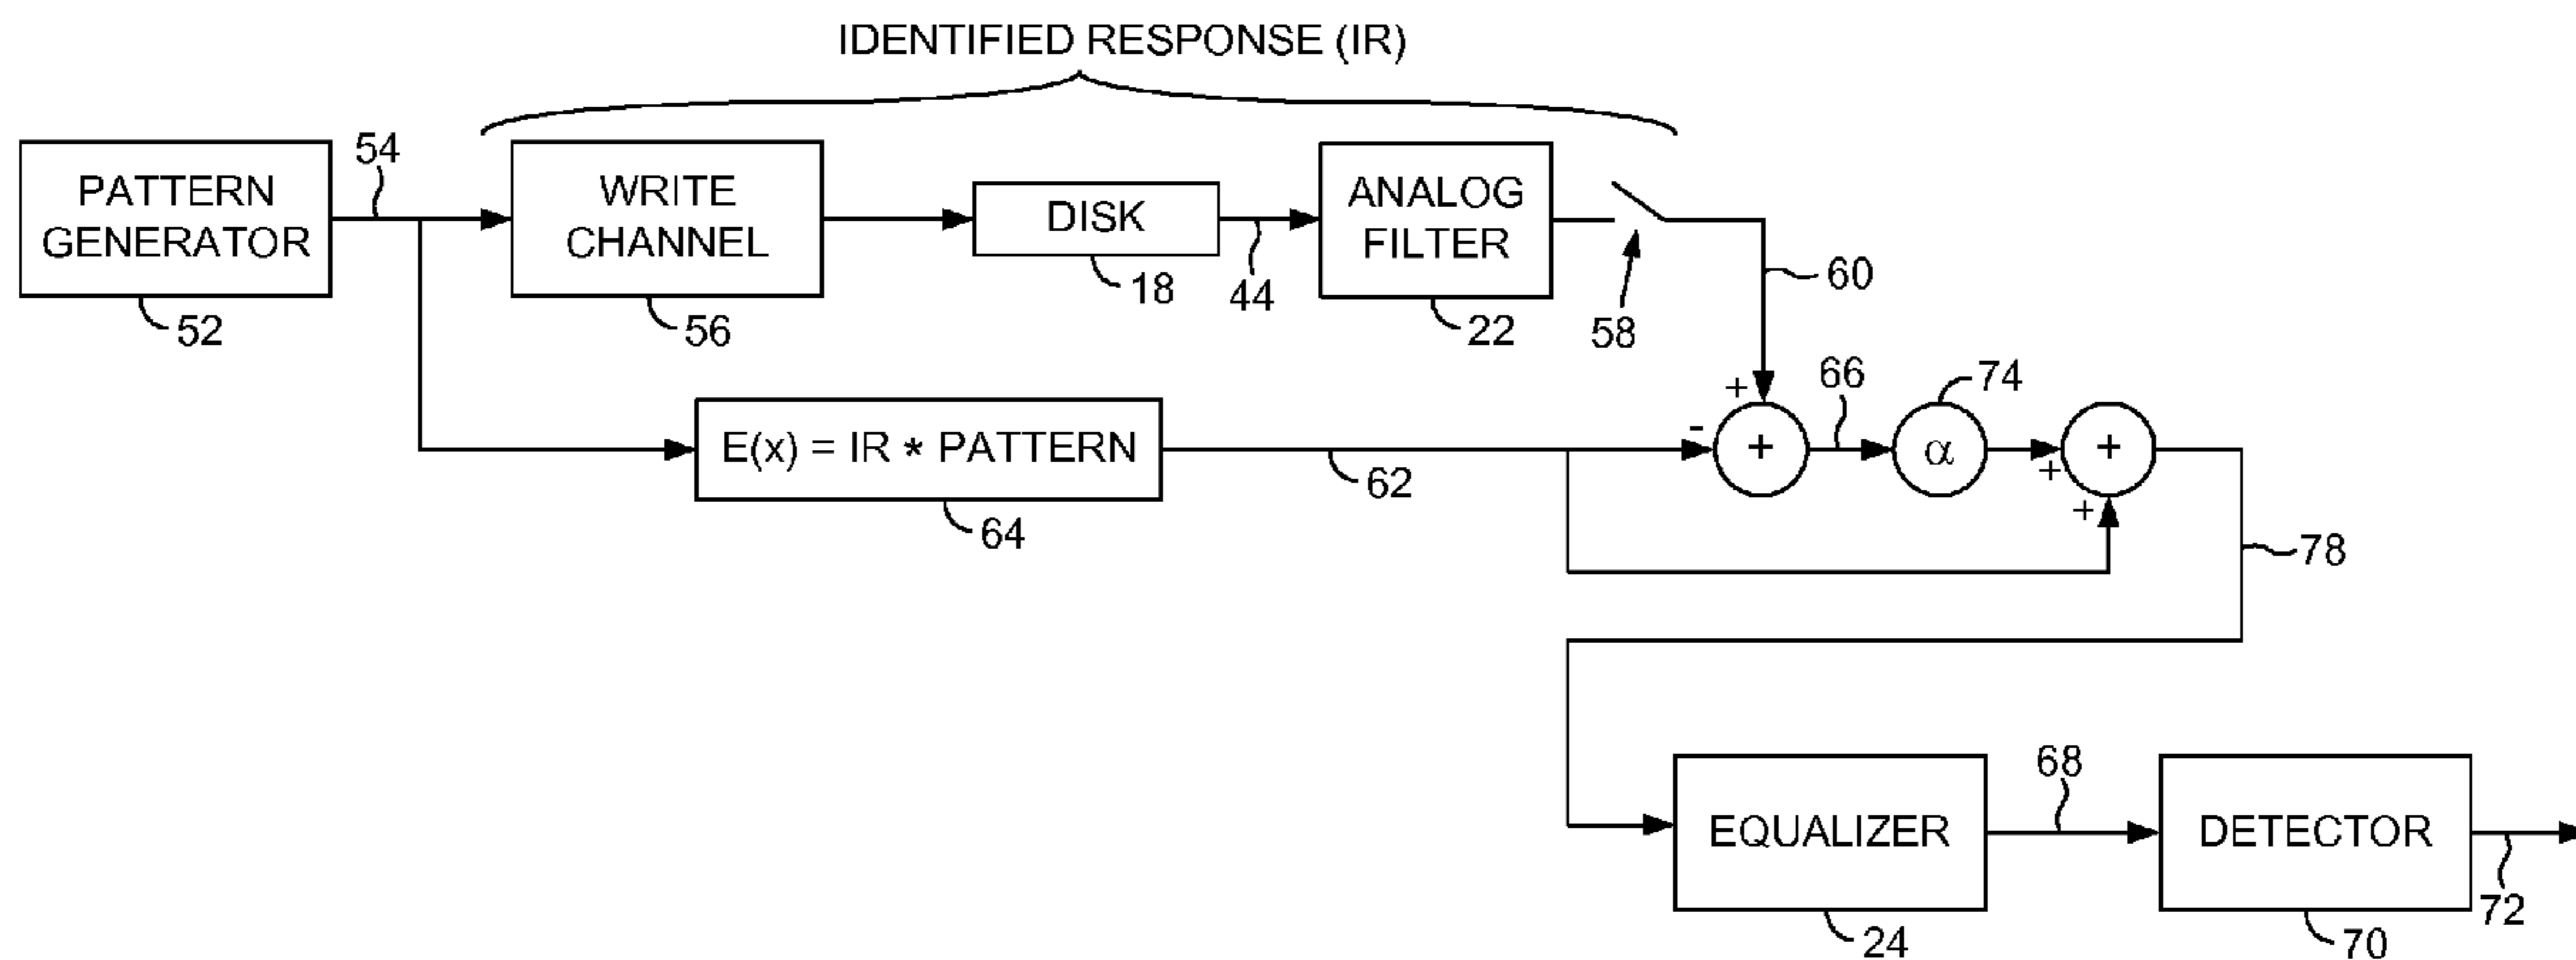 IDENTIFIED RESPONSE (IR)
PATTERN
GENERATOR
54
WRITE
CHANNEL
DISK
ANALOG
FILTER
52
56
18
44
22
58
60
E(x) = IR * PATTERN
64
62
+
-
+
66
α
74
+
+
+
78
EQUALIZER
24
68
DETECTOR
70
72